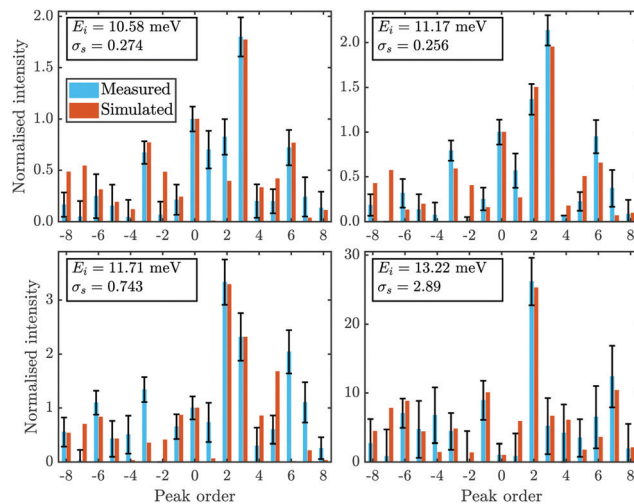 E_i = 10.58 meV
σ_s = 0.274
Measured
Simulated
Normalised intensity
2.0
1.5
1.0
0.5
0.0
-8 -6 -4 -2 0 2 4 6 8
E_i = 11.17 meV
σ_s = 0.256
2.0
1.5
1.0
0.5
0.0
-8 -6 -4 -2 0 2 4 6 8
E_i = 11.71 meV
σ_s = 0.743
Normalised intensity
3
2
1
0
-8 -6 -4 -2 0 2 4 6 8
Peak order
E_i = 13.22 meV
σ_s = 2.89
30
20
10
0
-8 -6 -4 -2 0 2 4 6 8
Peak order